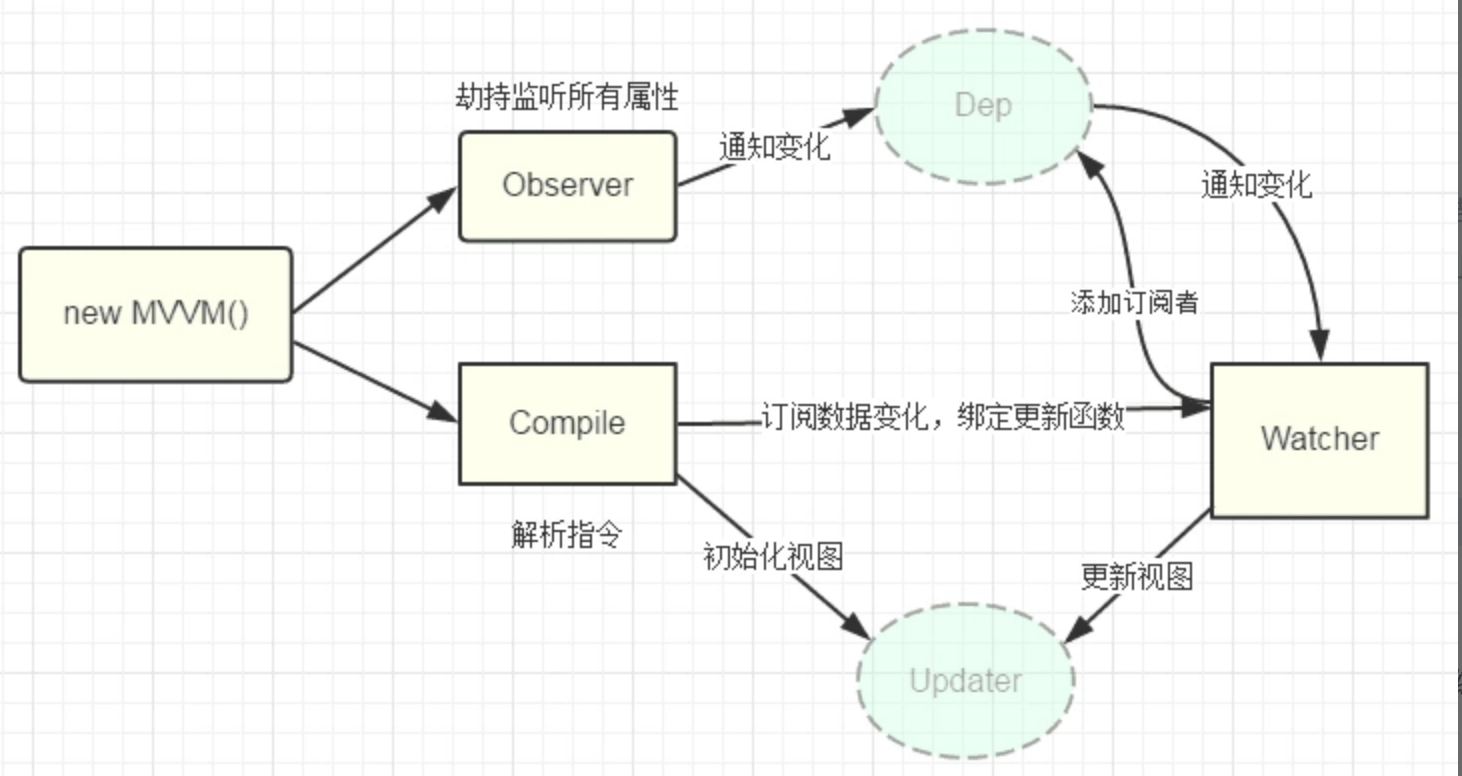 劫持监听所有属性
Observer
通知变化
Dep
通知变化
new MVVM()
添加订阅者
Compile
订阅数据变化，绑定更新函数
Watcher
解析指令
初始化视图
更新视图
Updater